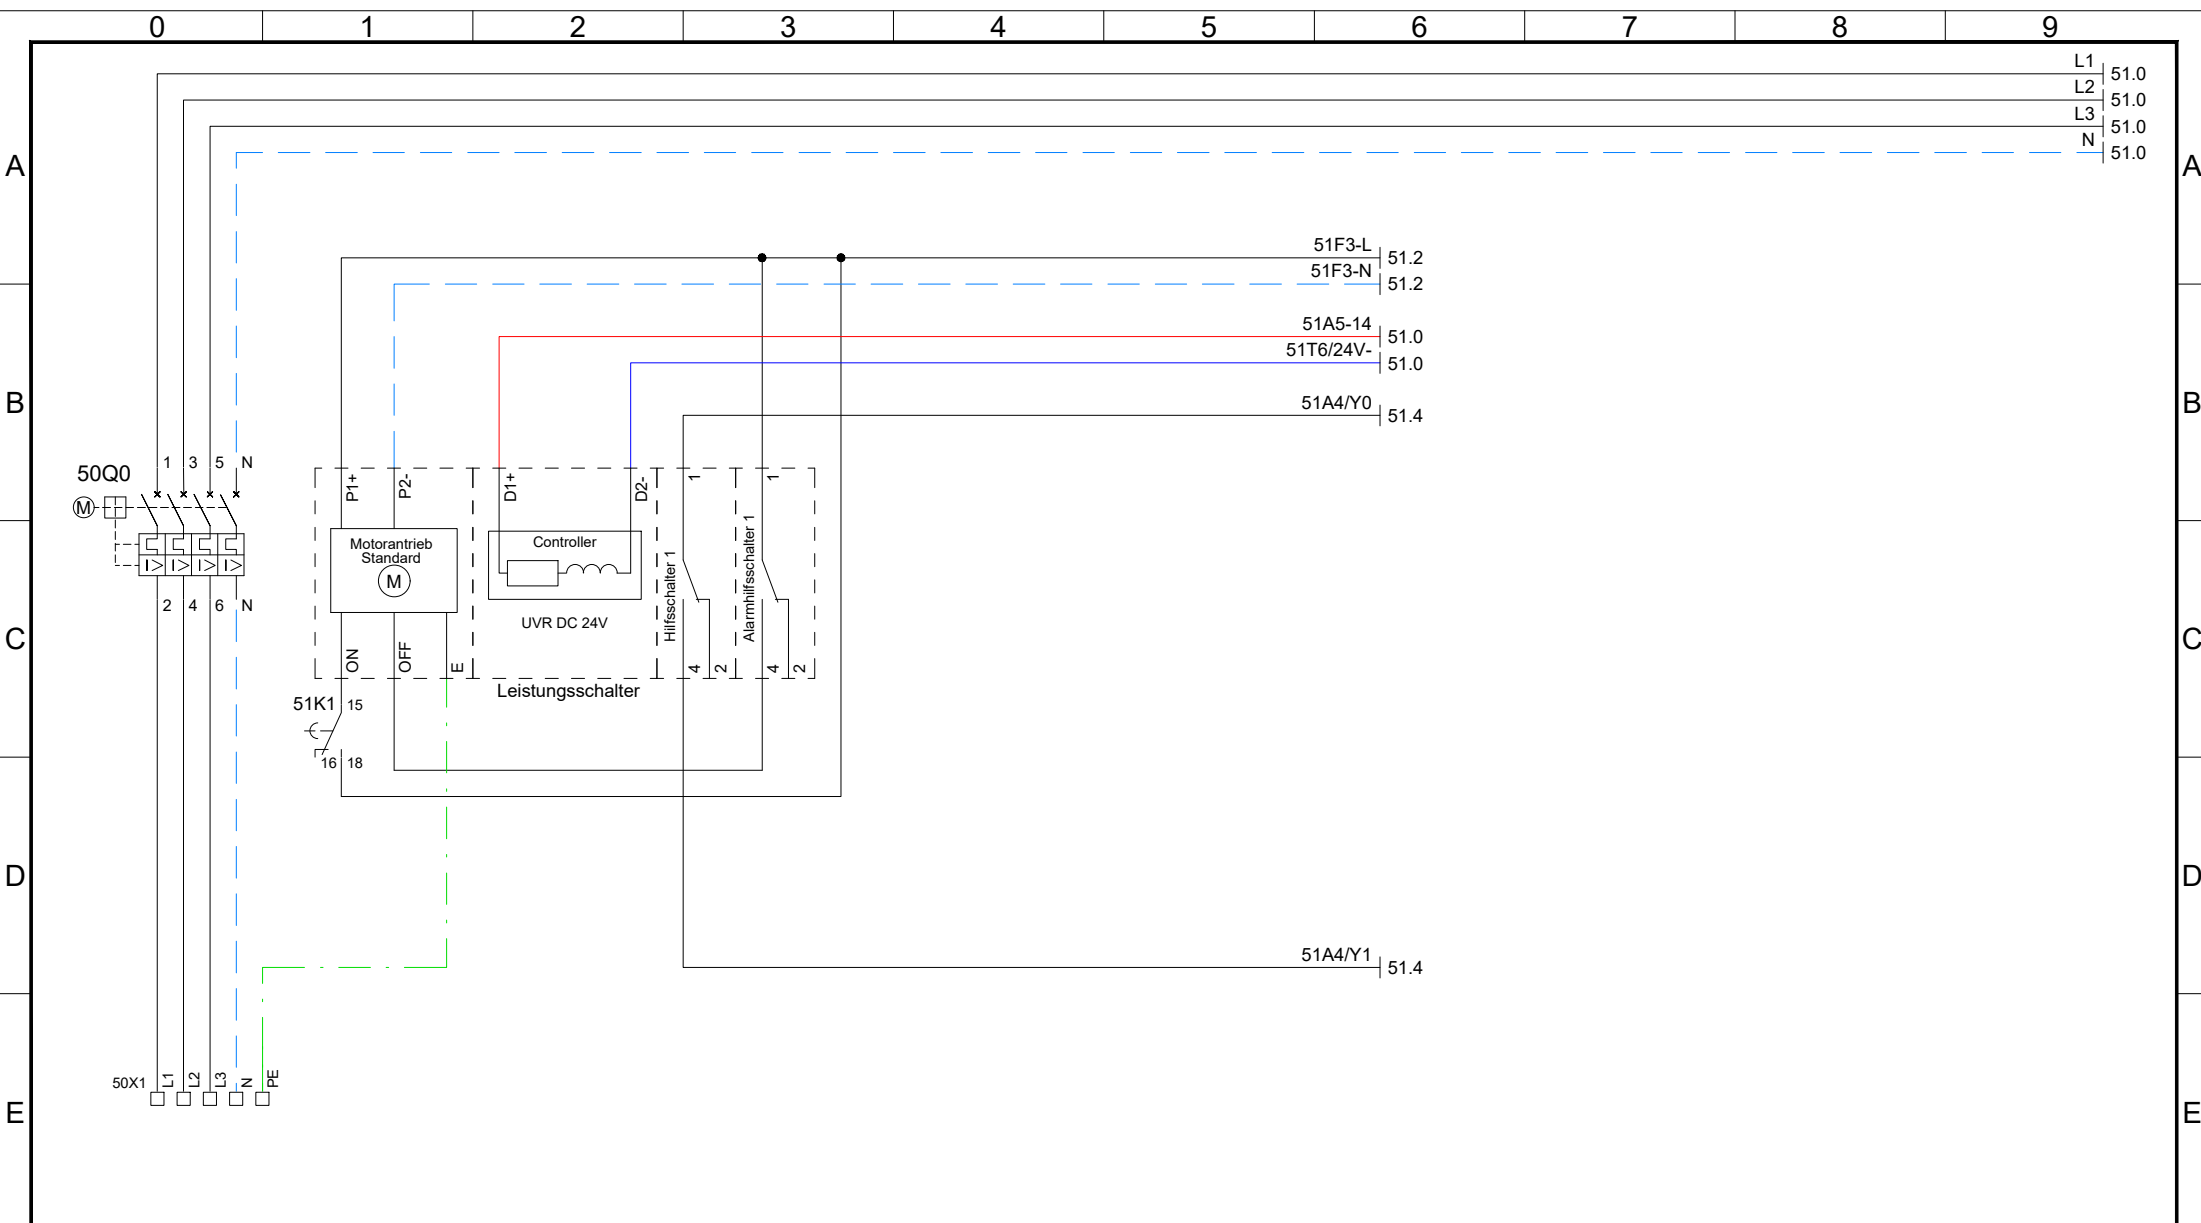 0 1 2 3 4 5 6 7 8 9
L1 51.0
L2 51.0
L3 51.0
N 51.0
A A
51F3-L 51.2
51F3-N 51.2
51A5-14 51.0
51T6/24V- 51.0
B B
51A4/Y0 51.4
50Q0
1 3 5 N
P1+ P2- D1+ D2- 1 1
M
I> I> I> I>
2 4 6 N
Motorantrieb
Standard
M
Controller
UVR DC 24V
Hilfsschalter 1
Alarmhilfsschalter 1
C C
ON OFF E 4 2 4 2
Leistungsschalter
51K1 15
16 18
D D
51A4/Y1 51.4
50X1 L1 L2 L3 N PE
E E